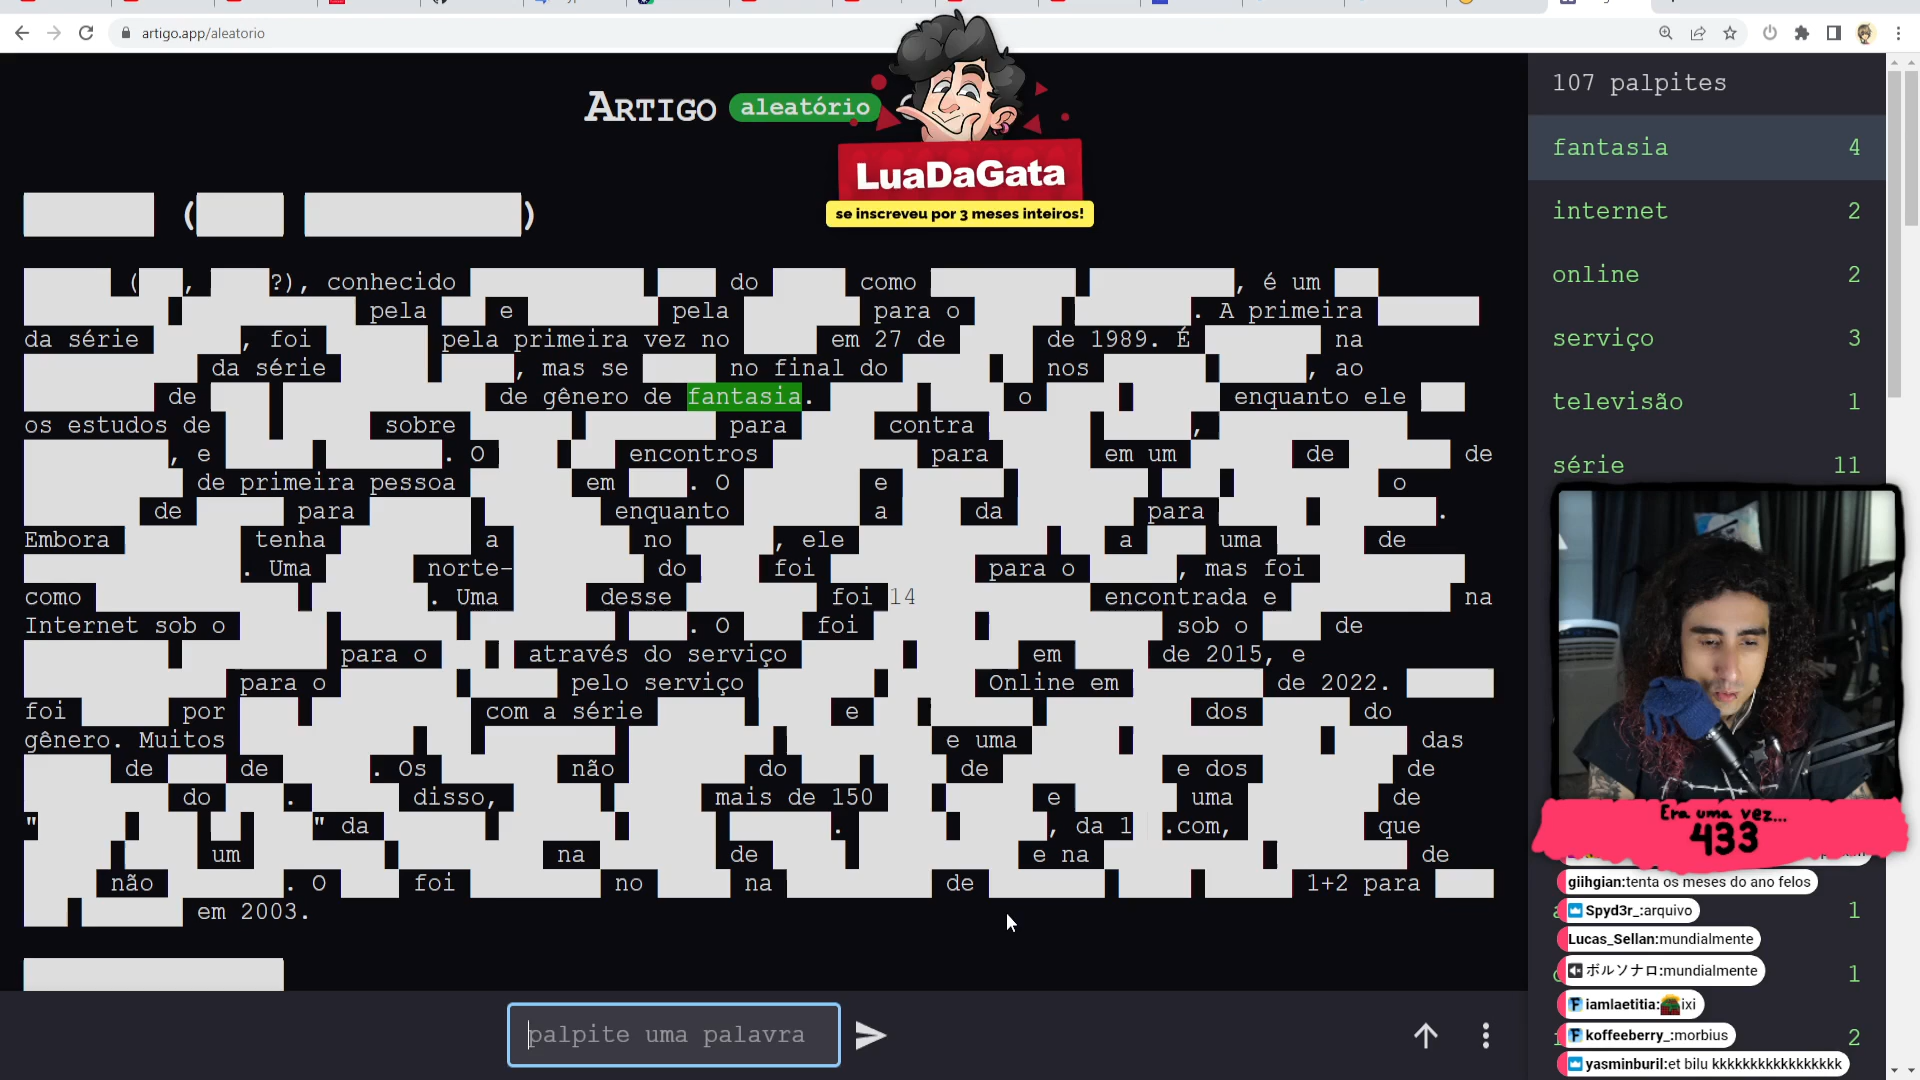 artigo.app/aleatorio
ARTIGO aleatório
LuaDaGata
se inscreveu por 3 meses inteiros!
107 palpites
fantasia 4
internet 2
online 2
serviço 3
televisão 1
série 11
( )
( , ?), conhecido do como , é um
pela e pela para o . A primeira
da série , foi pela primeira vez no em 27 de de 1989. É na
da série , mas se no final do nos , ao
de de gênero de fantasia. o enquanto ele
os estudos de sobre para contra ,
, e . O encontros para em um de de
de primeira pessoa em . O e o
de para enquanto a da para .
Embora tenha a no , ele a uma de
. Uma norte- do foi para o , mas foi
como . Uma desse foi 14 encontrada e na
Internet sob o . O foi sob o de
para o através do serviço em de 2015, e
para o pelo serviço Online em de 2022.
foi por com a série e dos do
gênero. Muitos e uma das
de de . Os não do de e dos de
do . disso, mais de 150 e uma de
" " da . , da 1 .com, que
um na de e na de
não . O foi no na de 1+2 para
em 2003.
palpite uma palavra
Era uma vez...
433
giihgian:tenta os meses do ano felos
Spyd3r_:arquivo
1
Lucas_Sellan:mundialmente
ボルソナロ:mundialmente
1
iamlaetitia: ixi
koffeeberry_:morbius
2
yasminburil:et bilu kkkkkkkkkkkkkkkkk